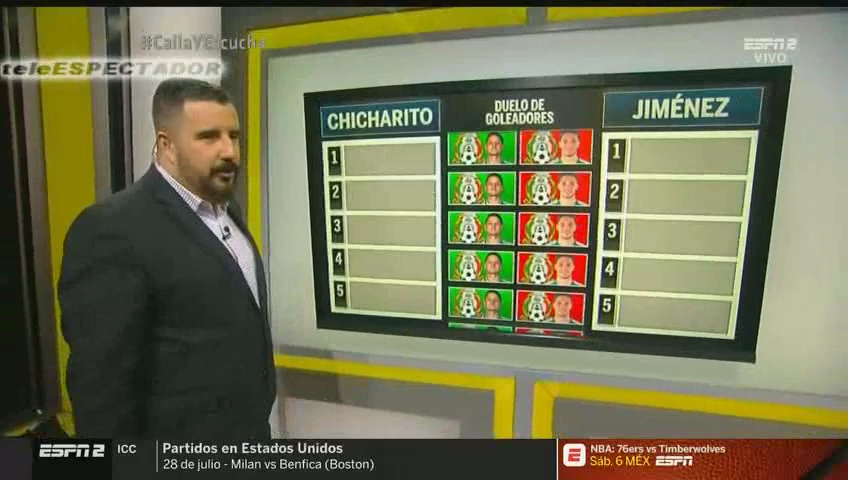 #CallaYEscucha
teleESPECTADOR
ESPN 2
VIVO
CHICHARITO
DUELO DE
GOLEADORES
JIMÉNEZ
1
2
3
4
5
1
2
3
4
5
ESPN 2
ICC
Partidos en Estados Unidos
28 de julio - Milan vs Benfica (Boston)
E
NBA: 76ers vs Timberwolves
Sáb. 6 MÉX ESPN